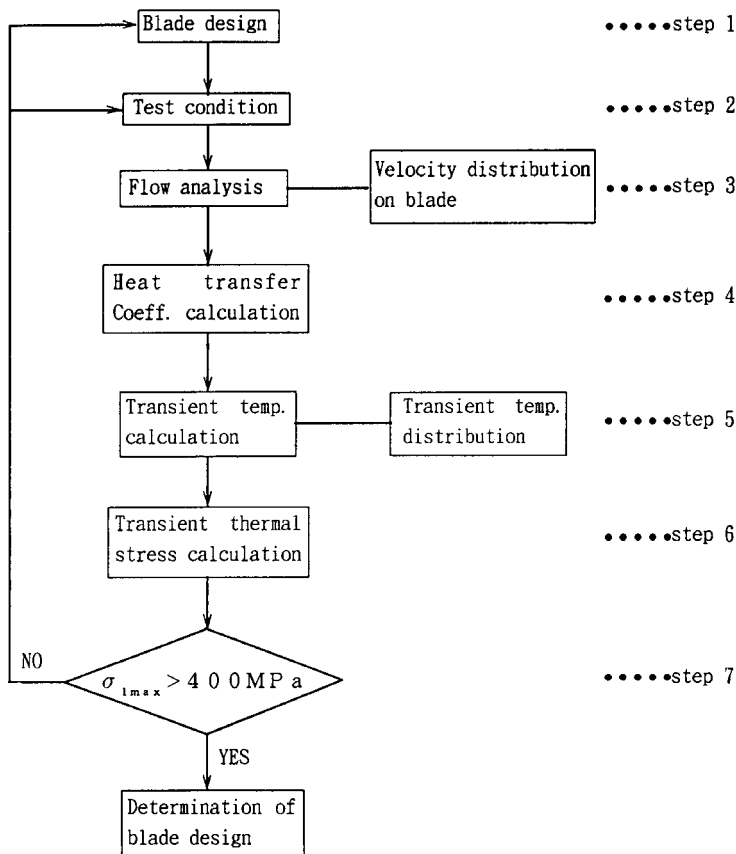 Blade design
•••••step 1
Test condition
•••••step 2
Flow analysis
Velocity distribution
on blade
•••••step 3
Heat transfer
Coeff. calculation
•••••step 4
Transient temp.
calculation
Transient temp.
distribution
•••••step 5
Transient thermal
stress calculation
•••••step 6
NO
σ1max>400MPa
•••••step 7
YES
Determination of
blade design